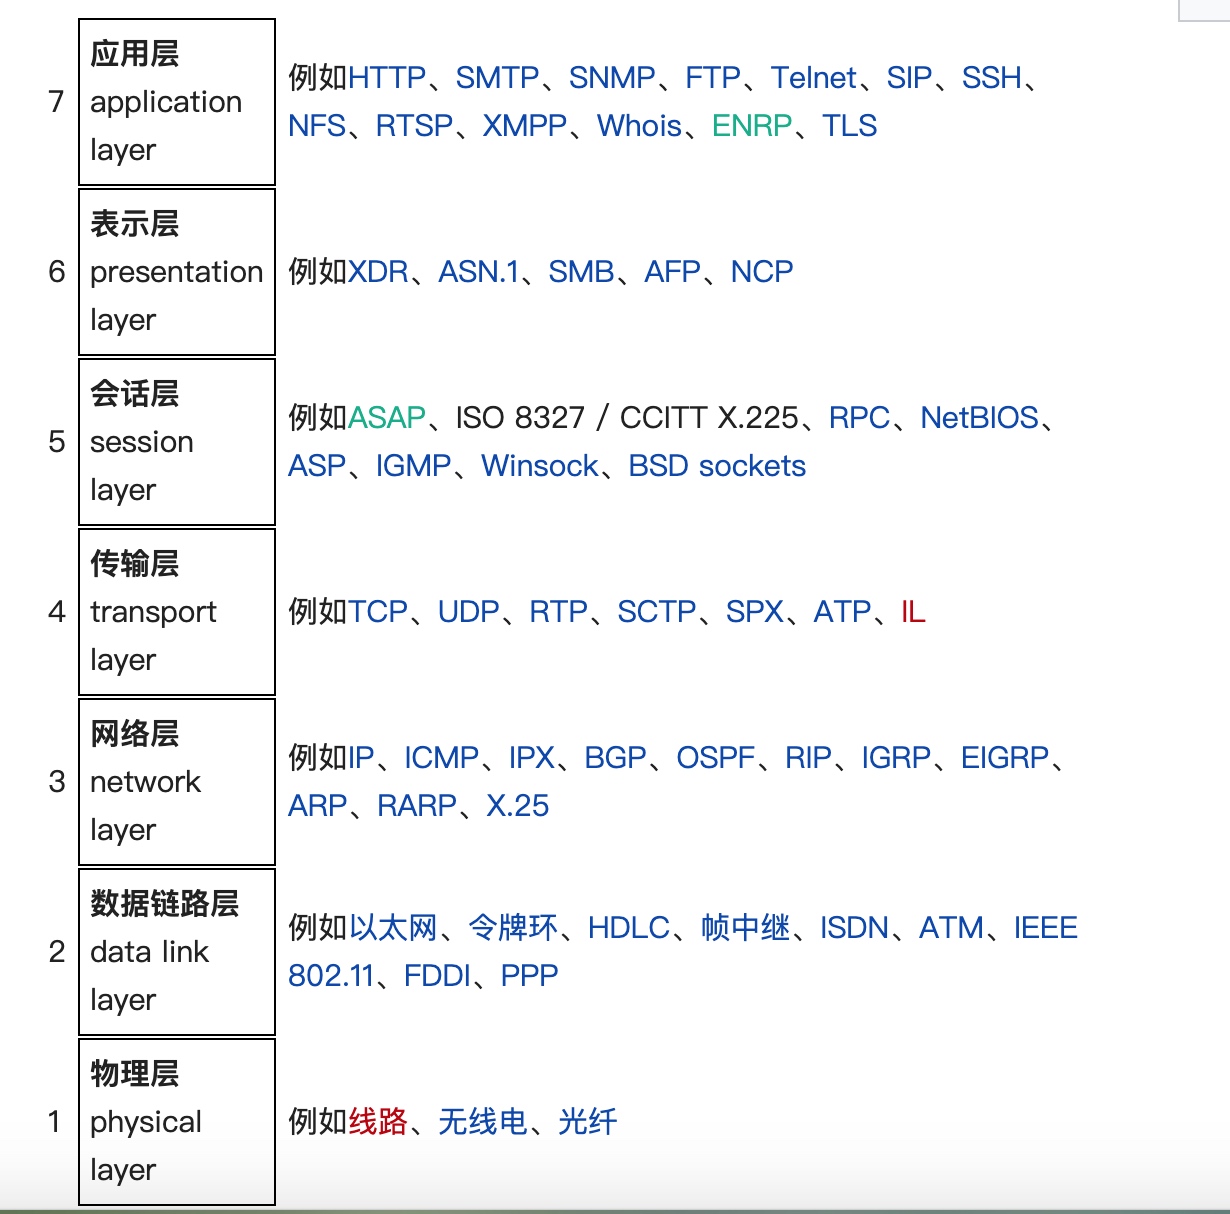 7
应用层
application
layer
例如HTTP、SMTP、SNMP、FTP、Telnet、SIP、SSH、
NFS、RTSP、XMPP、Whois、ENRP、TLS
6
表示层
presentation
layer
例如XDR、ASN.1、SMB、AFP、NCP
5
会话层
session
layer
例如ASAP、ISO 8327 / CCITT X.225、RPC、NetBIOS、
ASP、IGMP、Winsock、BSD sockets
4
传输层
transport
layer
例如TCP、UDP、RTP、SCTP、SPX、ATP、IL
3
网络层
network
layer
例如IP、ICMP、IPX、BGP、OSPF、RIP、IGRP、EIGRP、
ARP、RARP、X.25
2
数据链路层
data link
layer
例如以太网、令牌环、HDLC、帧中继、ISDN、ATM、IEEE
802.11、FDDI、PPP
1
物理层
physical
layer
例如线路、无线电、光纤